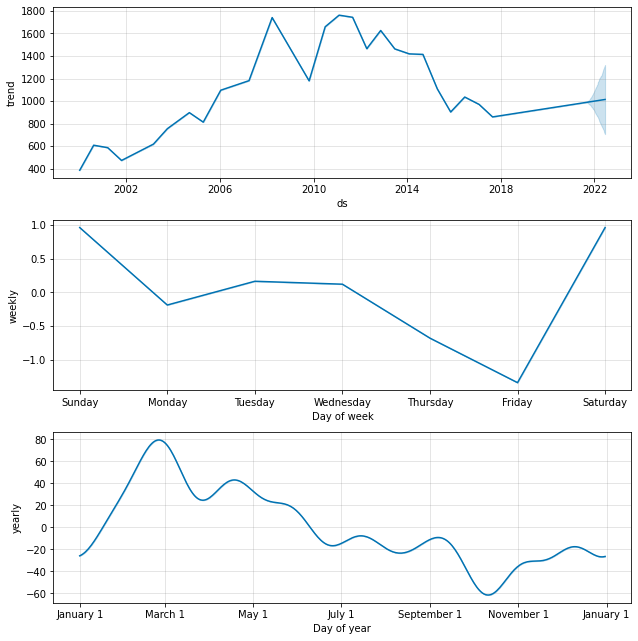 1800
1600
1400
1200
1000
800
600
400
trend
2002 2006 2010 2014 2018 2022
ds
1.0
0.5
0.0
−0.5
−1.0
weekly
Sunday Monday Tuesday Wednesday Thursday Friday Saturday
Day of week
80
60
40
20
0
−20
−40
−60
yearly
January 1 March 1 May 1 July 1 September 1 November 1 January 1
Day of year